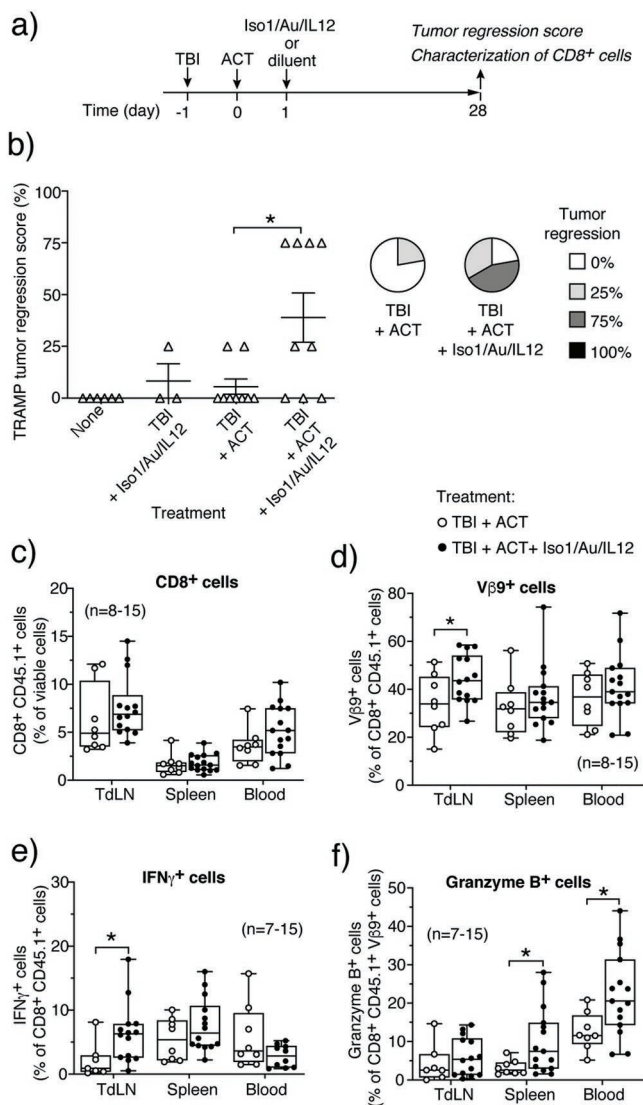 a)
Iso1/Au/IL12
or
diluent
TBI ACT
Tumor regression score
Characterization of CD8+ cells
Time (day) -1 0 1 28
b)
TRAMP tumor regression score (%)
100
75
50
25
0
*
None
TBI
+ Iso1/Au/IL12
TBI
+ ACT
TBI
+ ACT
+ Iso1/Au/IL12
Treatment
TBI
+ ACT
TBI
+ ACT
+ Iso1/Au/IL12
Tumor
regression
0%
25%
75%
100%
Treatment:
TBI + ACT
TBI + ACT+ Iso1/Au/IL12
c)
CD8+ cells
(n=8-15)
CD8+ CD45.1+ cells
(% of viable cells)
20
15
10
5
0
TdLN Spleen Blood
d)
Vβ9+ cells
*
Vβ9+ cells
(% of CD8+ CD45.1+ cells)
80
60
40
20
0
(n=8-15)
TdLN Spleen Blood
e)
IFNγ+ cells
(n=7-15)
*
IFNγ+ cells
(% of CD8+ CD45.1+ cells)
30
20
10
0
TdLN Spleen Blood
f)
Granzyme B+ cells
(n=7-15)
*
*
Granzyme B+ cells
(% of CD8+ CD45.1+ Vβ9+ cells)
50
40
30
20
10
0
TdLN Spleen Blood